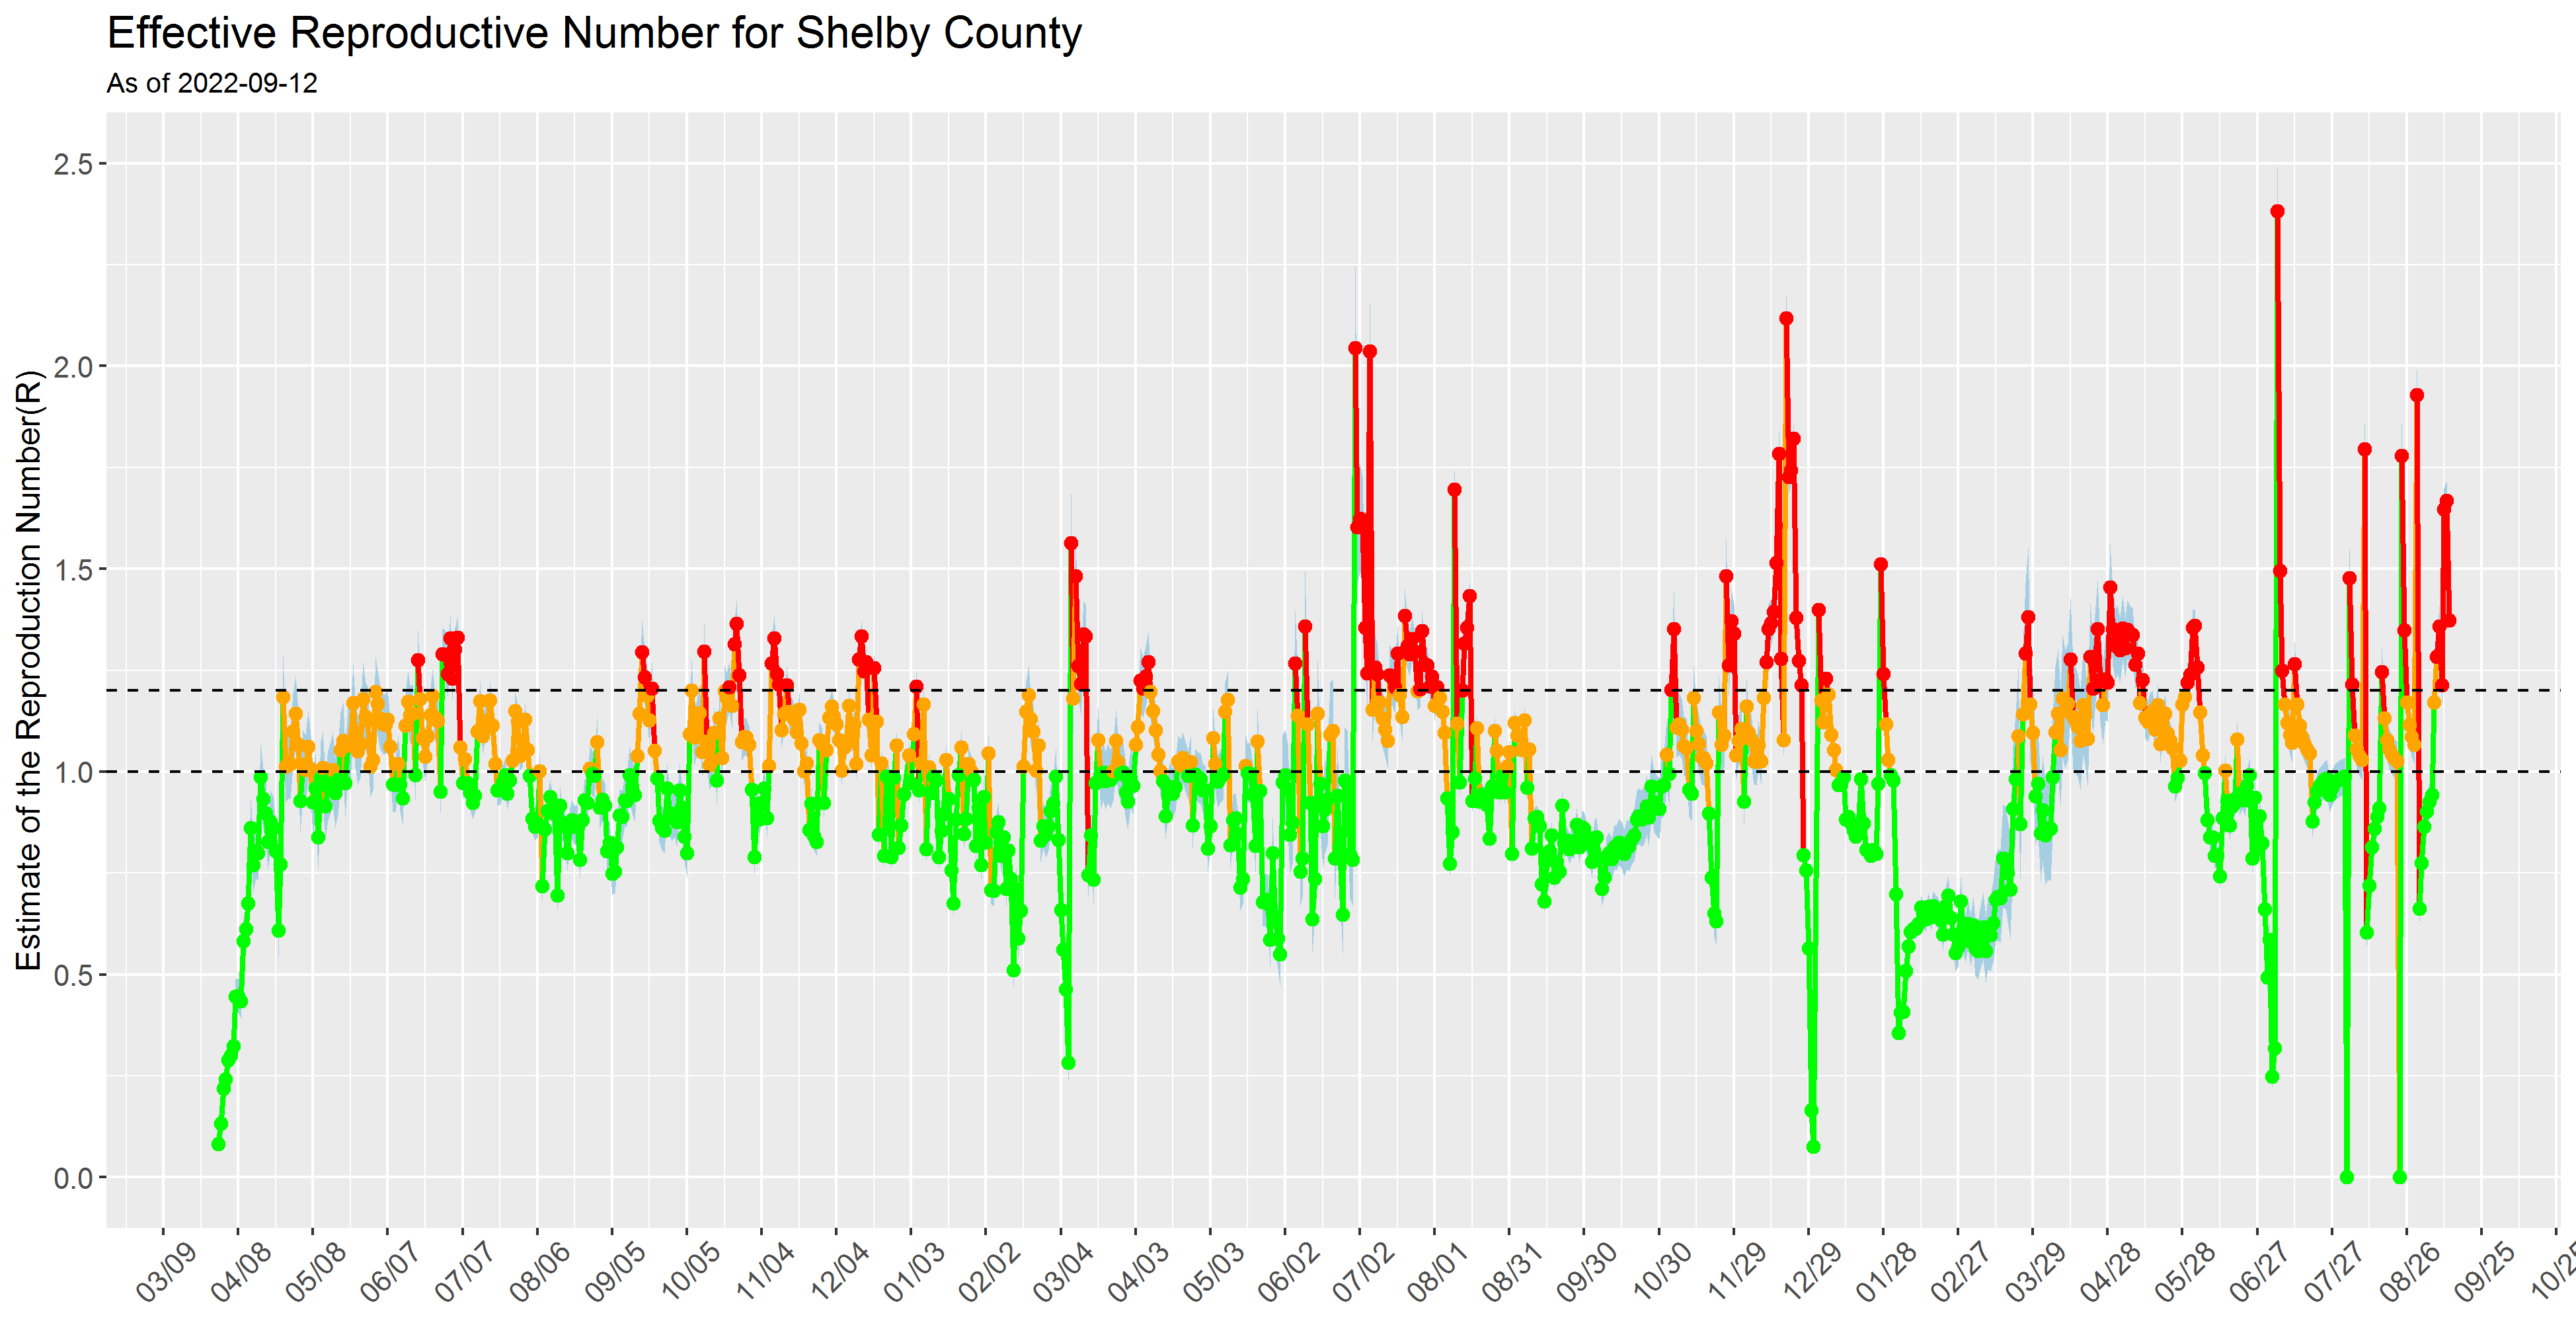 Effective Reproductive Number for Shelby County
As of 2022-09-12
Estimate of the Reproduction Number(R)
2.5
2.0
1.5
1.0
0.5
0.0
03/09 04/08 05/08 06/07 07/07 08/06 09/05 10/05 11/04 12/04 01/03 02/02 03/04 04/03 05/03 06/02 07/02 08/01 08/31 09/30 10/30 11/29 12/29 01/28 02/27 03/29 04/28 05/28 06/27 07/27 08/26 09/25 10/25